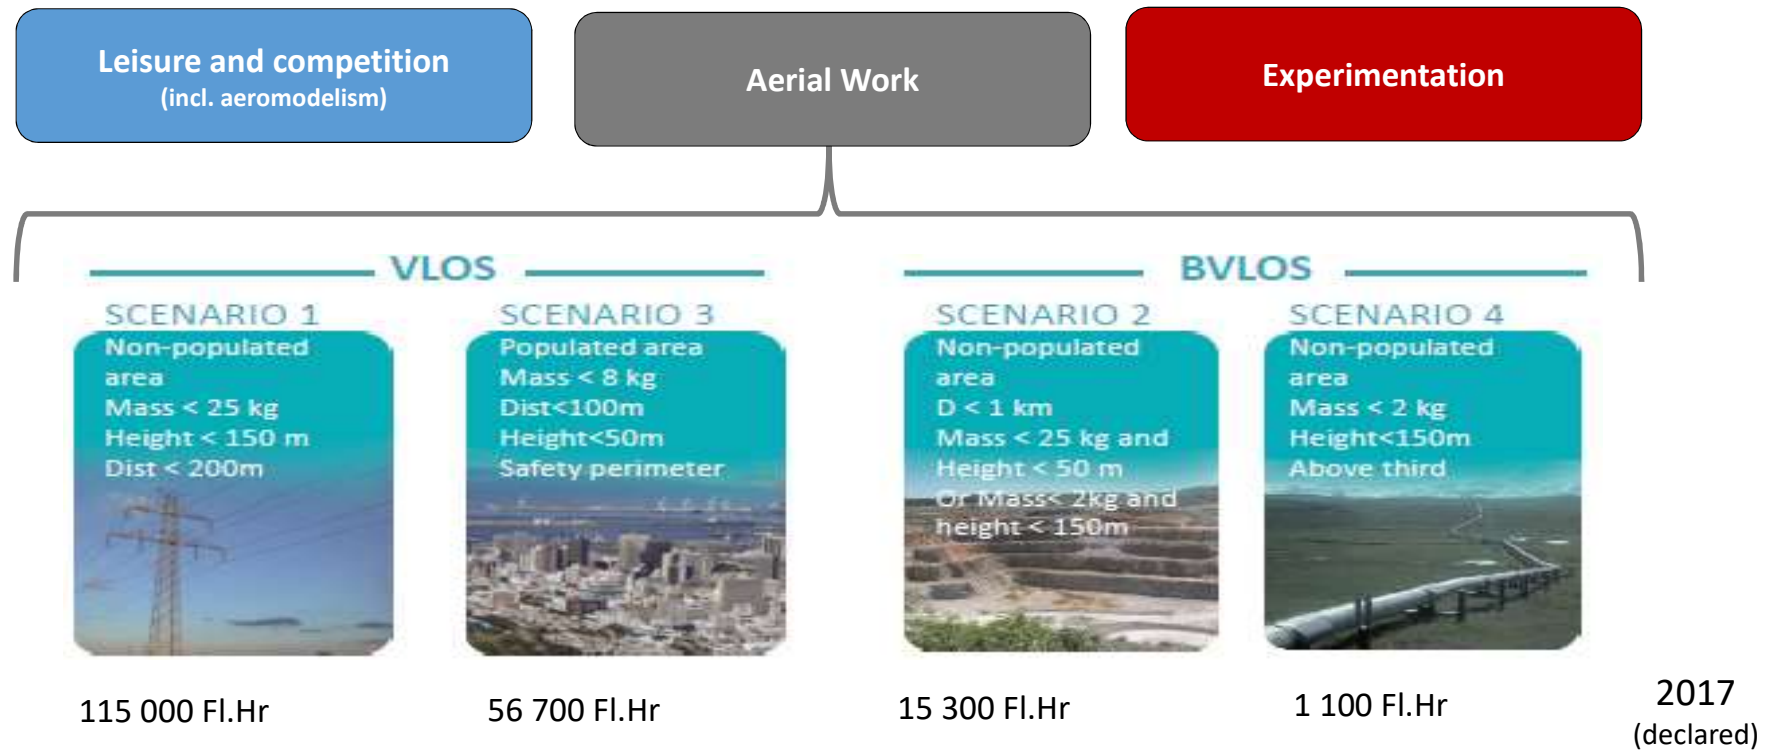 Leisure and competition
(incl. aeromodelism)
Aerial Work
Experimentation
VLOS
BVLOS
SCENARIO 1
Non-populated
area
Mass < 25 kg
Height < 150 m
Dist < 200m
SCENARIO 3
Populated area
Mass < 8 kg
Dist<100m
Height<50m
Safety perimeter
SCENARIO 2
Non-populated
area
D < 1 km
Mass < 25 kg and
Height < 50 m
Or Mass< 2kg and
height < 150m
SCENARIO 4
Non-populated
area
Mass < 2 kg
Height<150m
Above third
115 000 Fl.Hr
56 700 Fl.Hr
15 300 Fl.Hr
1 100 Fl.Hr
2017
(declared)